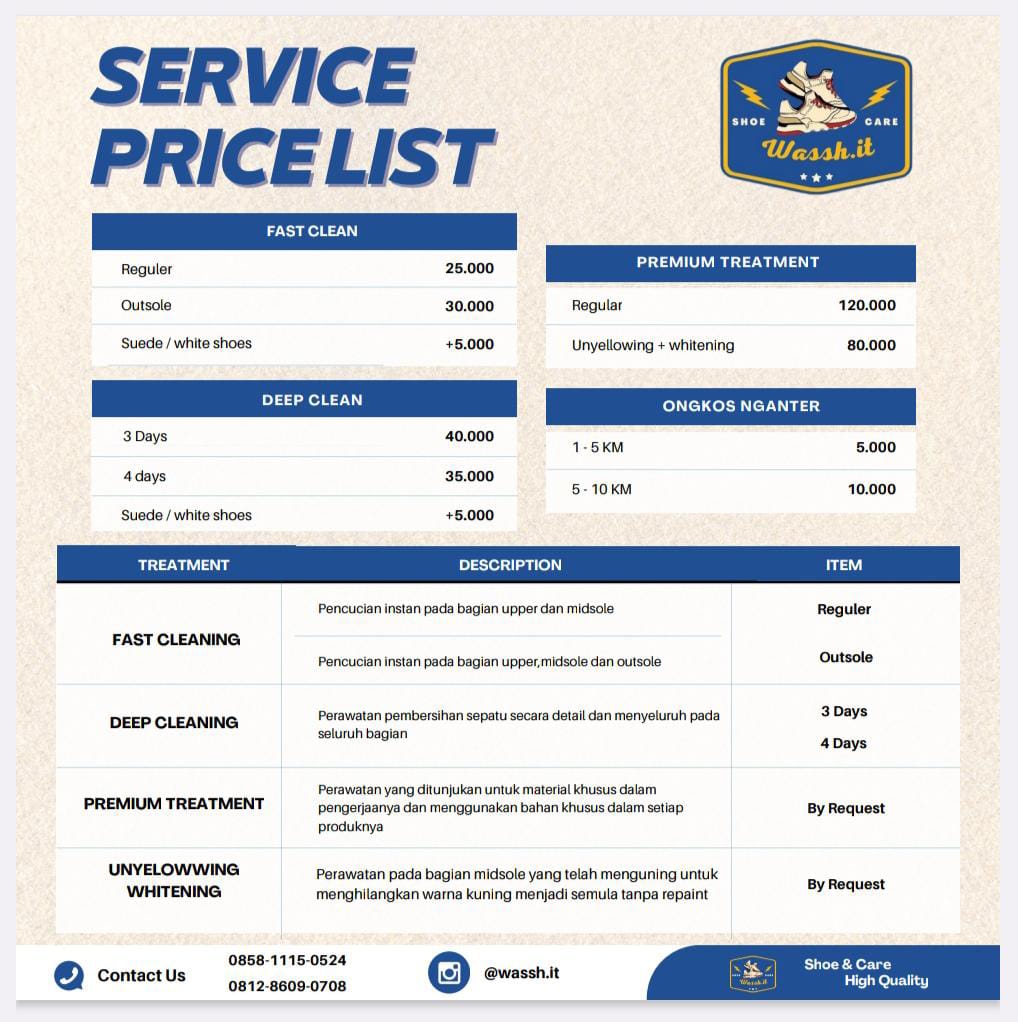 SERVICE
PRICE LIST
SHOE CARE
Wassh.it
FAST CLEAN
Reguler 25.000
Outsole 30.000
Suede / white shoes +5.000
DEEP CLEAN
3 Days 40.000
4 days 35.000
Suede / white shoes +5.000
PREMIUM TREATMENT
Regular 120.000
Unyellowing + whitening 80.000
ONGKOS NGANTER
1 - 5 KM 5.000
5 - 10 KM 10.000
TREATMENT DESCRIPTION ITEM
FAST CLEANING
Pencucian instan pada bagian upper dan midsole
Reguler
Pencucian instan pada bagian upper,midsole dan outsole
Outsole
DEEP CLEANING
Perawatan pembersihan sepatu secara detail dan menyeluruh pada
seluruh bagian
3 Days
4 Days
PREMIUM TREATMENT
Perawatan yang ditunjukan untuk material khusus dalam
pengerjaanya dan menggunakan bahan khusus dalam setiap
produknya
By Request
UNYELOWWING
WHITENING
Perawatan pada bagian midsole yang telah menguning untuk
menghilangkan warna kuning menjadi semula tanpa repaint
By Request
Contact Us
0858-1115-0524
0812-8609-0708
@wassh.it
Wassh.it
Shoe & Care
High Quality